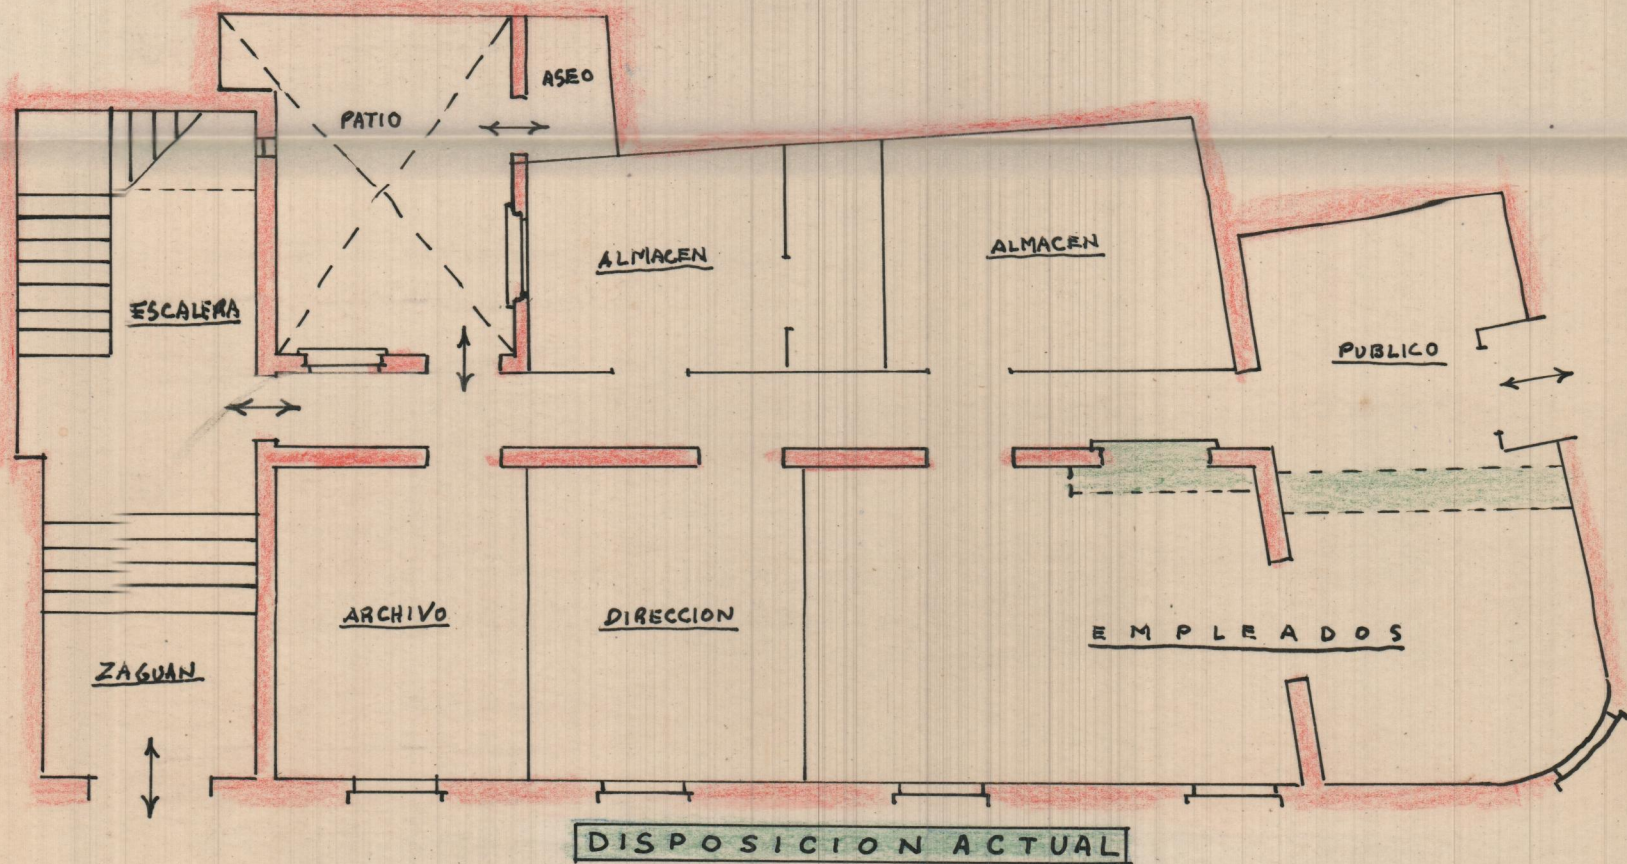 ASEO
PATIO
ALMACEN
ALMACEN
ESCALERA
PUBLICO
ARCHIVO
DIRECCION
EMPLEADOS
ZAGUAN
DISPOSICION ACTUAL